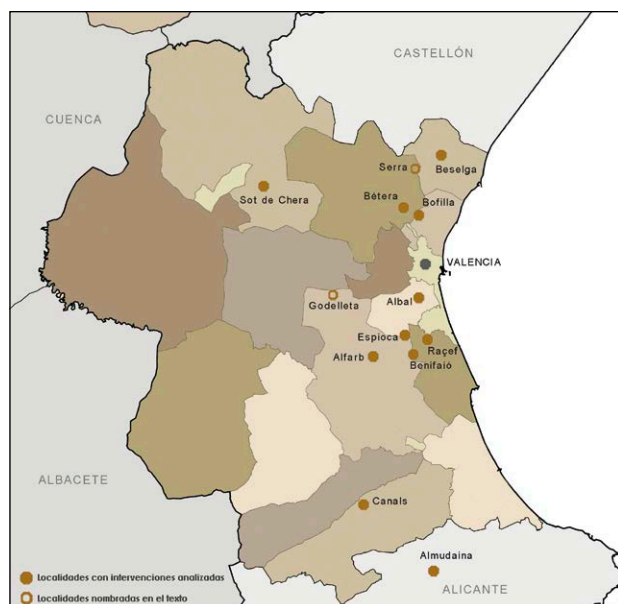 CASTELLÓN
CUENCA
Serra
Beselga
Sot de Chera
Bétera
Bofilla
VALENCIA
Godelleta
Albal
Espioca
Raçef
Alfarb
Benifaió
ALBACETE
Canals
Almudaina
Localidades con intervenciones analizadas
ALICANTE
Localidades nombradas en el texto